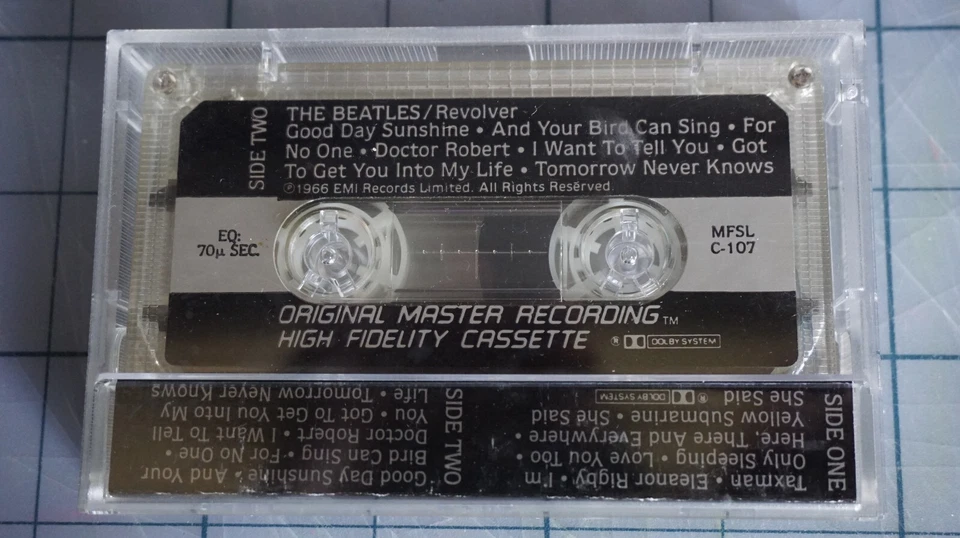 SIDE TWO
THE BEATLES/Revolver
Good Day Sunshine • And Your Bird Can Sing • For
No One • Doctor Robert • I Want To Tell You • Got
To Get You Into My Life • Tomorrow Never Knows
℗1966 EMI Records Limited. All Rights Reserved.
EQ:
70µ SEC.
MFSL
C-107
ORIGINAL MASTER RECORDING™
HIGH FIDELITY CASSETTE ® DOLBY SYSTEM
SIDE ONE
Taxman • Eleanor Rigby • I'm
Only Sleeping • Love You Too •
Here, There And Everywhere •
Yellow Submarine • She Said
She Said
® DOLBY SYSTEM
SIDE TWO
Good Day Sunshine • And Your
Bird Can Sing • For No One •
Doctor Robert • I Want To Tell
You • Got To Get You Into My
Life • Tomorrow Never Knows